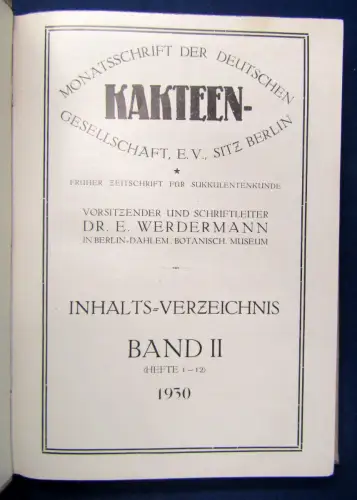 MONATSSCHRIFT DER DEUTSCHEN
KAKTEEN-
GESELLSCHAFT, E.V., SITZ BERLIN
★
FRÜHER ZEITSCHRIFT FÜR SUKKULENTENKUNDE
VORSITZENDER UND SCHRIFTLEITER
DR. E. WERDERMANN
IN BERLIN-DAHLEM, BOTANISCH. MUSEUM
INHALTS-VERZEICHNIS
BAND II
(HEFTE 1-12)
1930